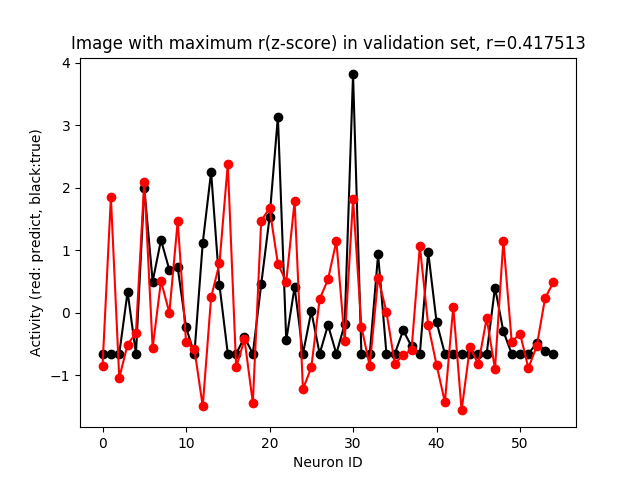 Image with maximum r(z-score) in validation set, r=0.417513
Activity (red: predict, black:true)
4
3
2
1
0
−1
0 10 20 30 40 50
Neuron ID